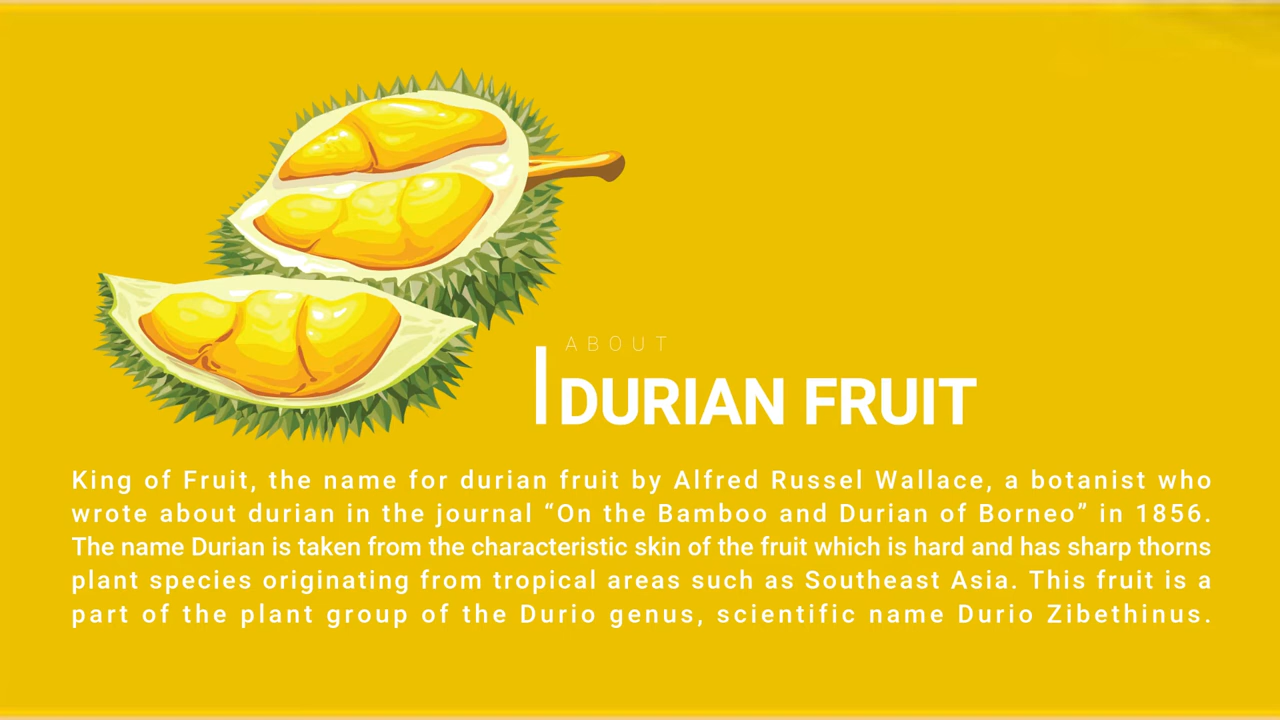 ABOUT
DURIAN FRUIT
King of Fruit, the name for durian fruit by Alfred Russel Wallace, a botanist who
wrote about durian in the journal “On the Bamboo and Durian of Borneo” in 1856.
The name Durian is taken from the characteristic skin of the fruit which is hard and has sharp thorns
plant species originating from tropical areas such as Southeast Asia. This fruit is a
part of the plant group of the Durio genus, scientific name Durio Zibethinus.